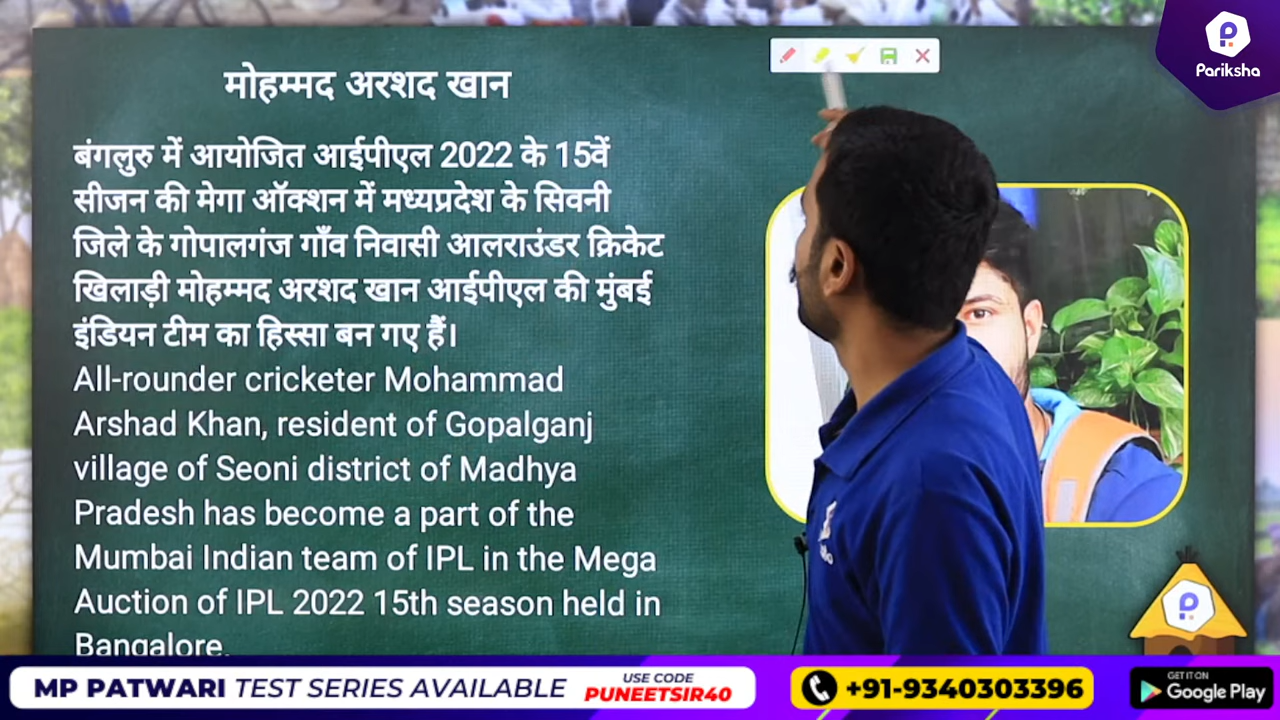 Pariksha
मोहम्मद अरशद खान
बंगलुरु में आयोजित आईपीएल 2022 के 15वें
सीजन की मेगा ऑक्शन में मध्यप्रदेश के सिवनी
जिले के गोपालगंज गाँव निवासी आलराउंडर क्रिकेट
खिलाड़ी मोहम्मद अरशद खान आईपीएल की मुंबई
इंडियन टीम का हिस्सा बन गए हैं।
All-rounder cricketer Mohammad
Arshad Khan, resident of Gopalganj
village of Seoni district of Madhya
Pradesh has become a part of the
Mumbai Indian team of IPL in the Mega
Auction of IPL 2022 15th season held in
Bangalore.
MP PATWARI TEST SERIES AVAILABLE
USE CODE
PUNEETSIR40
+91-9340303396
GET IT ON
Google Play